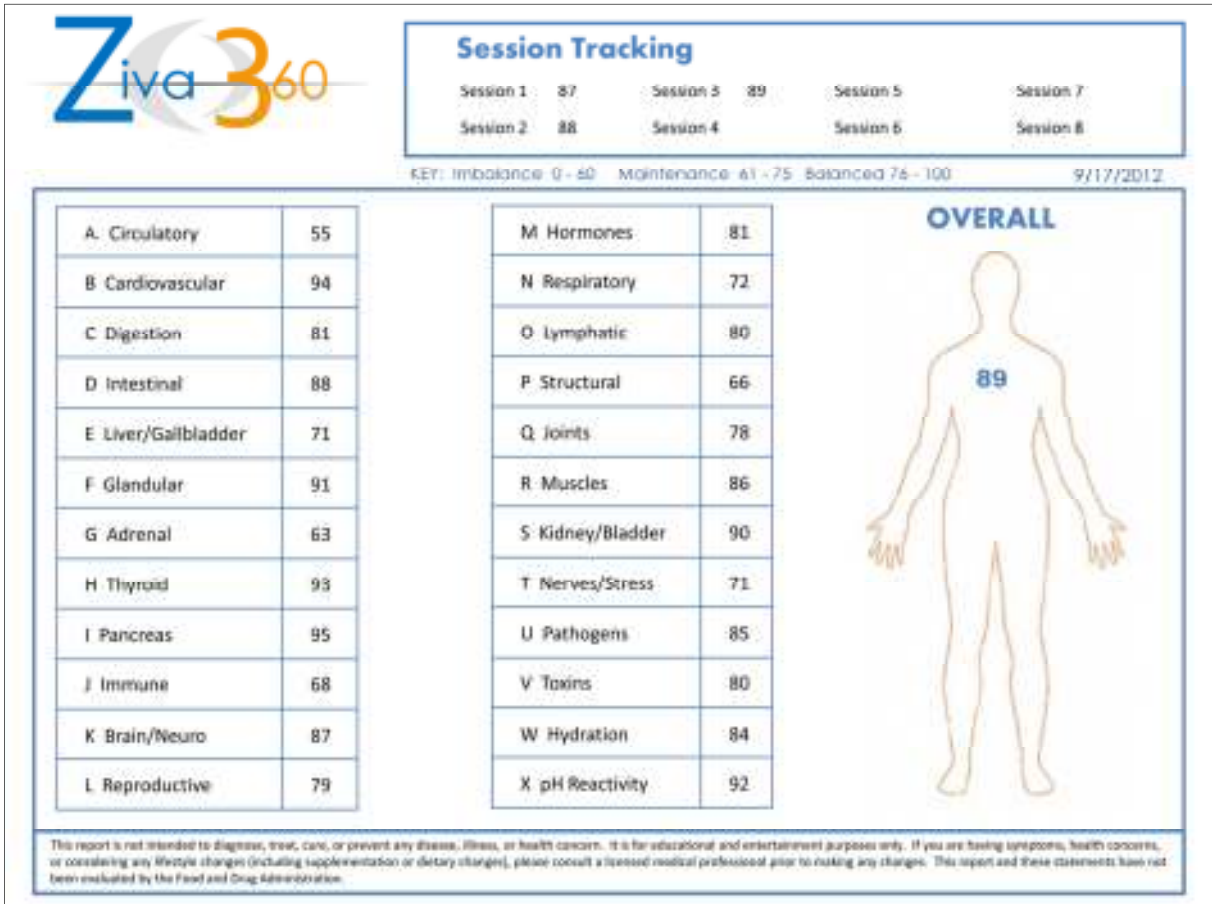 Ziva 360
Session Tracking
Session 1 87 Session 3 89 Session 5 Session 7
Session 2 88 Session 4 Session 6 Session 8
KEY: Imbalance 0 - 60 Maintenance 61 - 75 Balanced 76 - 100 9/17/2012
A. Circulatory 55
B Cardiovascular 94
C Digestion 81
D Intestinal 88
E Liver/Gallbladder 71
F Glandular 91
G Adrenal 63
H Thyroid 93
I Pancreas 95
J Immune 68
K Brain/Neuro 87
L Reproductive 79
M Hormones 81
N Respiratory 72
O Lymphatic 80
P Structural 66
Q Joints 78
R Muscles 86
S Kidney/Bladder 90
T Nerves/Stress 71
U Pathogens 85
V Toxins 80
W Hydration 84
X pH Reactivity 92
OVERALL
89
This report is not intended to diagnose, treat, cure, or prevent any disease, illness, or health concern. It is for educational and entertainment purposes only. If you are having symptoms, health concerns,
or considering any lifestyle changes (including supplementation or dietary changes), please consult a licensed medical professional prior to making any changes. This report and these statements have not
been evaluated by the Food and Drug Administration.